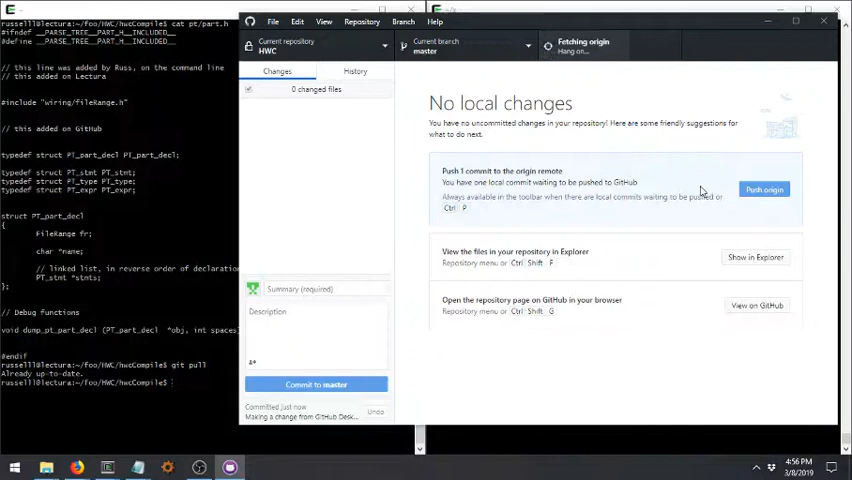 russelll@lectura:~/foo/HWC/hwcCompile$ cat pt/part.h
#ifndef __PARSE_TREE__PART_H__INCLUDED__
#define __PARSE_TREE__PART_H__INCLUDED__
// this line was added by Russ, on the command line
// this added on Lectura
#include "wiring/fileRange.h"
// this added on GitHub
typedef struct PT_part_decl PT_part_decl;
typedef struct PT_stmt PT_stmt;
typedef struct PT_type PT_type;
typedef struct PT_expr PT_expr;
struct PT_part_decl
{
FileRange fr;
char *name;
// linked list, in reverse order of declaratio
PT_stmt *stmts;
};
// Debug functions
void dump_pt_part_decl (PT_part_decl *obj, int spaces)
#endif
russelll@lectura:~/foo/HWC/hwcCompile$ git pull
Already up-to-date.
russelll@lectura:~/foo/HWC/hwcCompile$
File Edit View Repository Branch Help
Current repository
HWC
Current branch
master
Fetching origin
Hang on...
Changes
History
0 changed files
Summary (required)
Description
Commit to master
Committed just now
Making a change from GitHub Desk...
Undo
No local changes
You have no uncommitted changes in your repository! Here are some friendly suggestions for
what to do next.
Push 1 commit to the origin remote
You have one local commit waiting to be pushed to GitHub
Always available in the toolbar when there are local commits waiting to be pushed or
Ctrl P
Push origin
View the files in your repository in Explorer
Repository menu or Ctrl Shift F
Show in Explorer
Open the repository page on GitHub in your browser
Repository menu or Ctrl Shift G
View on GitHub
4:56 PM
3/8/2019